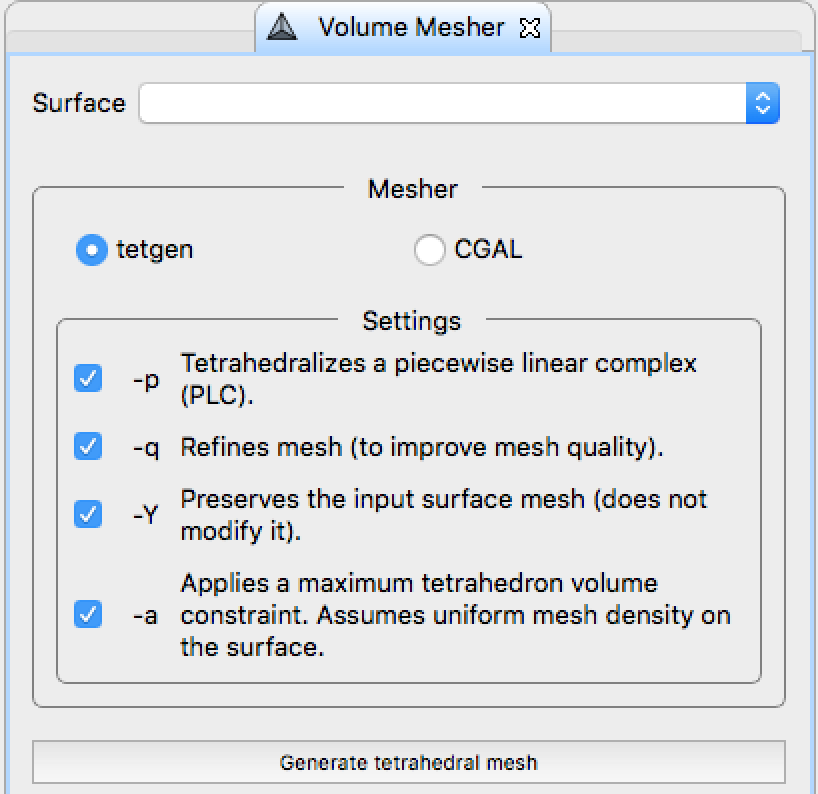 Volume Mesher
Surface
Mesher
tetgen
CGAL
Settings
-p
Tetrahedralizes a piecewise linear complex
(PLC).
-q
Refines mesh (to improve mesh quality).
-Y
Preserves the input surface mesh (does not
modify it).
-a
Applies a maximum tetrahedron volume
constraint. Assumes uniform mesh density on
the surface.
Generate tetrahedral mesh